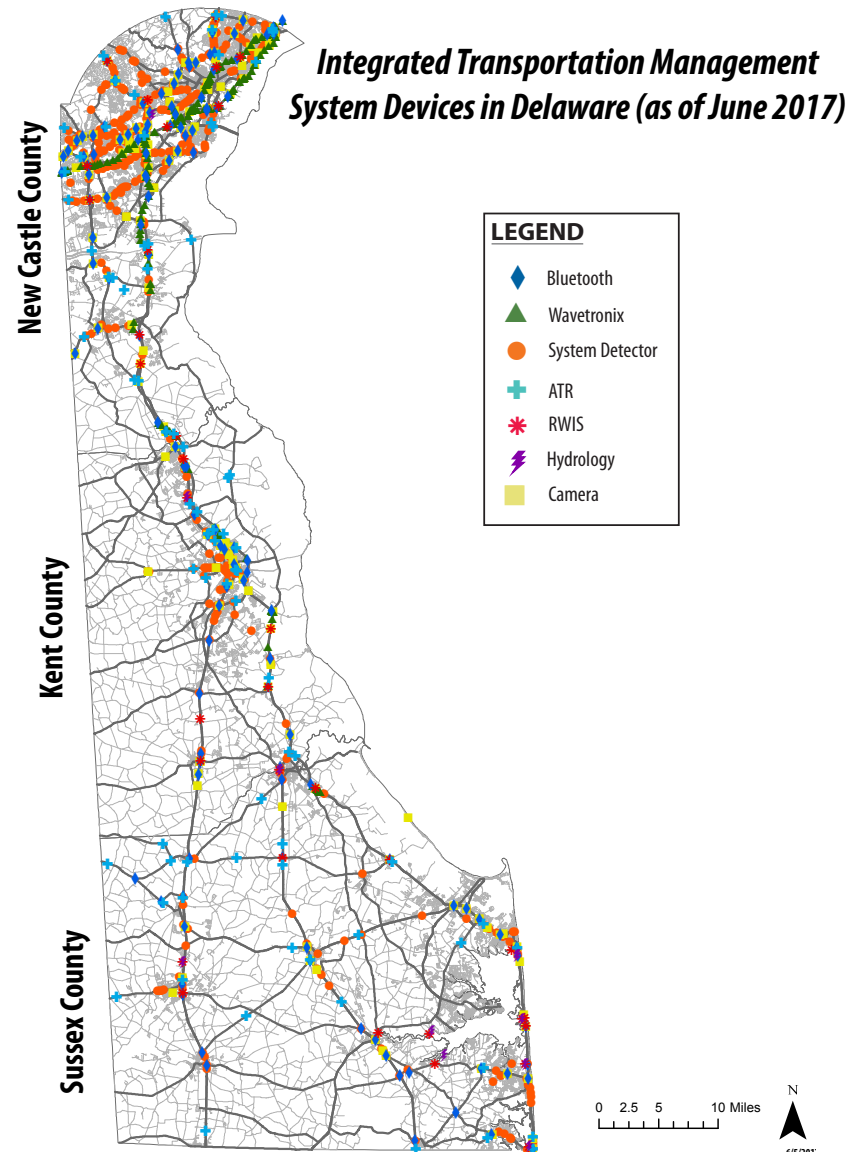 Integrated Transportation Management
System Devices in Delaware (as of June 2017)
New Castle County
Kent County
Sussex County
LEGEND
Bluetooth
Wavetronix
System Detector
ATR
RWIS
Hydrology
Camera
0 2.5 5 10 Miles
N